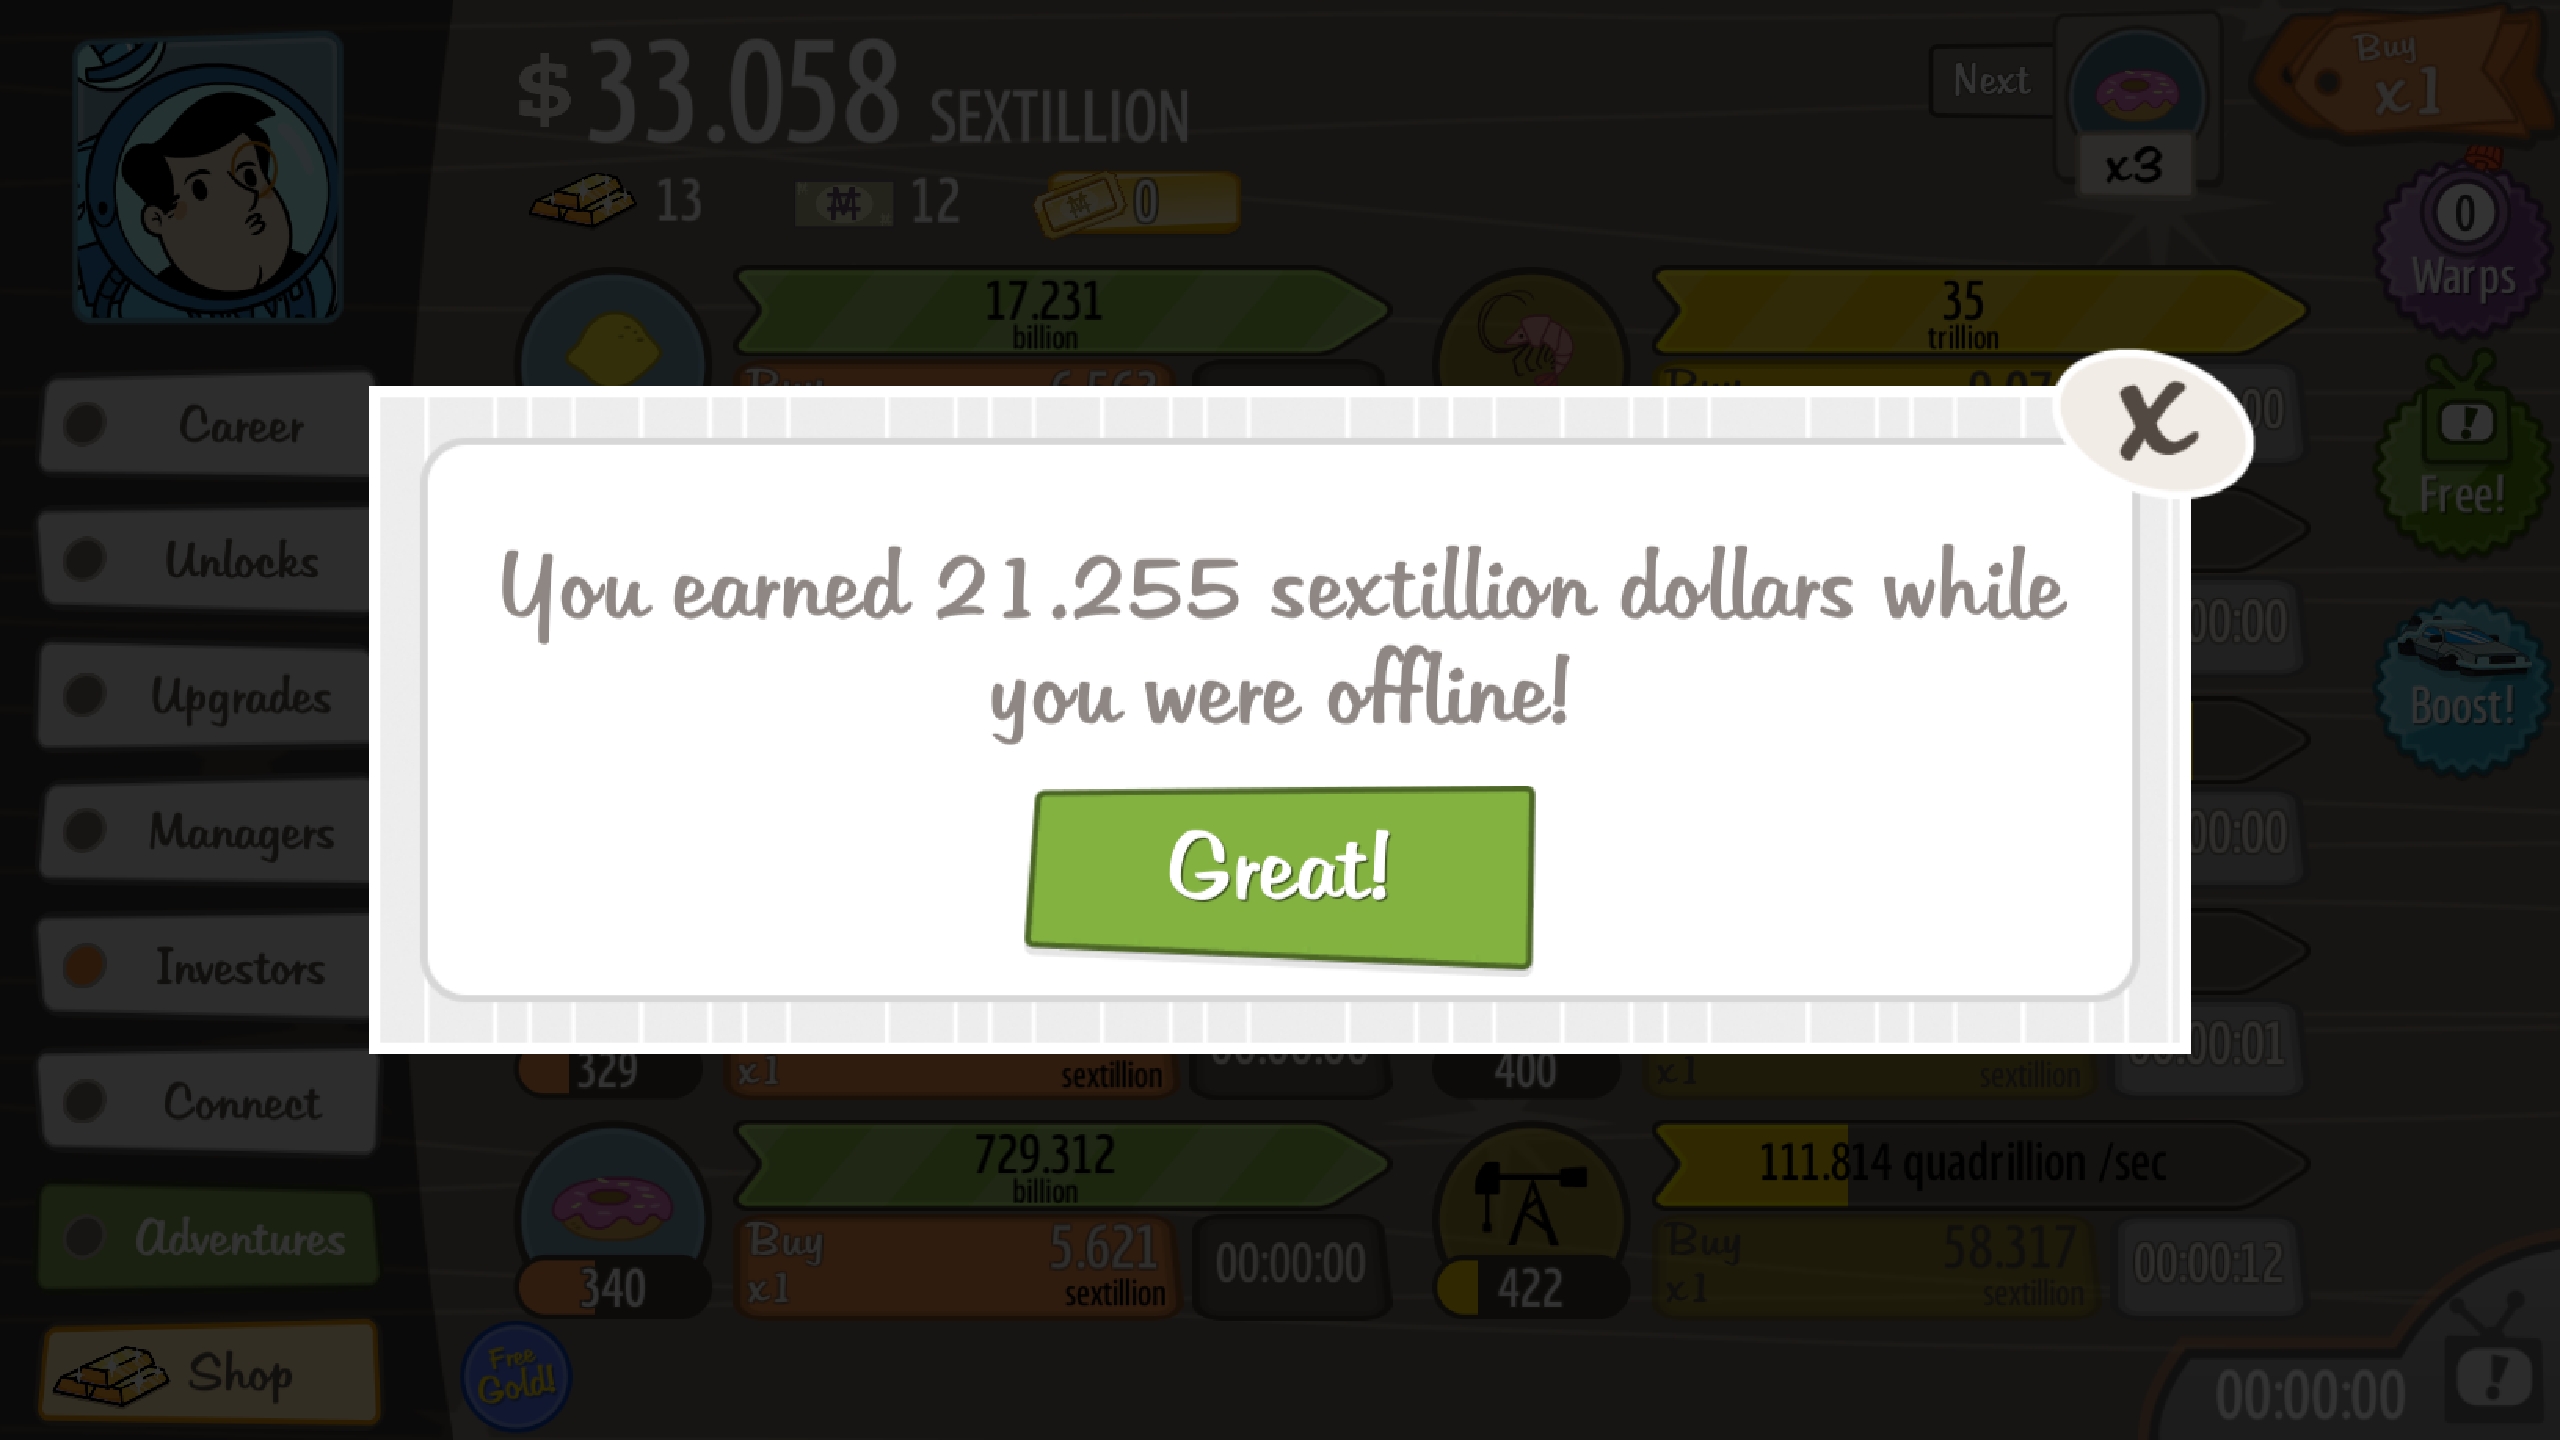 $33.058 SEXTILLION
13
12
0
Next
x3
Buy
x1
0
Warps
17.231
billion
35
trillion
Free!
Career
Unlocks
Upgrades
Managers
Investors
Connect
Adventures
Shop
X
You earned 21.255 sextillion dollars while
you were offline!
Great!
00:00
00:00
Boost!
329
x1
sextillion
400
x1
sextillion
00:01
729.312
billion
Buy
5.621
x1
sextillion
00:00:00
340
111.814 quadrillion /sec
Buy
58.317
x1
sextillion
00:00:12
422
Free
Gold!
00:00:00